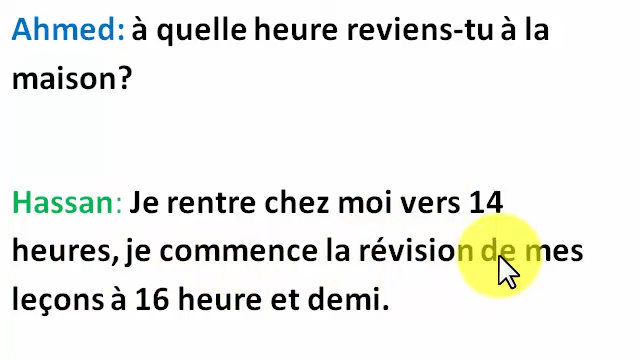 Ahmed: à quelle heure reviens-tu à la
maison?
Hassan: Je rentre chez moi vers 14
heures, je commence la révision de mes
leçons à 16 heure et demi.